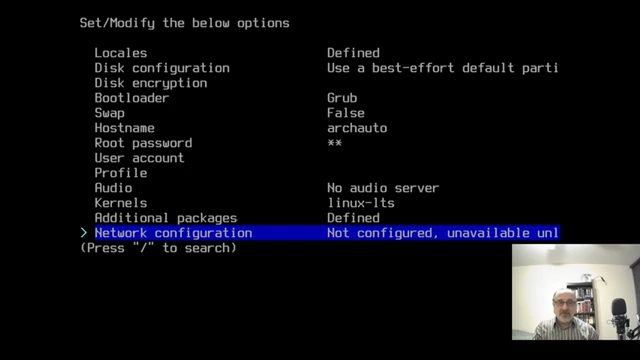 Set/Modify the below options
Locales Defined
Disk configuration Use a best-effort default parti
Disk encryption
Bootloader Grub
Swap False
Hostname archauto
Root password **
User account
Profile
Audio No audio server
Kernels linux-lts
Additional packages Defined
> Network configuration Not configured, unavailable unl
(Press "/" to search)